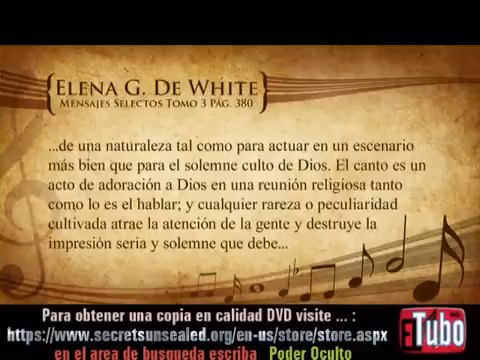 {ELENA G. DE WHITE}
MENSAJES SELECTOS TOMO 3 PÁG. 380
...de una naturaleza tal como para actuar en un escenario
más bien que para el solemne culto de Dios. El canto es un
acto de adoración a Dios en una reunión religiosa tanto
como lo es el hablar; y cualquier rareza o peculiaridad
cultivada atrae la atención de la gente y destruye la
impresión seria y solemne que debe...
Para obtener una copia en calidad DVD visite ... :
https://www.secretsunsealed.org/en-us/store/store.aspx
en el area de busqueda escriba Poder Oculto
FTubo